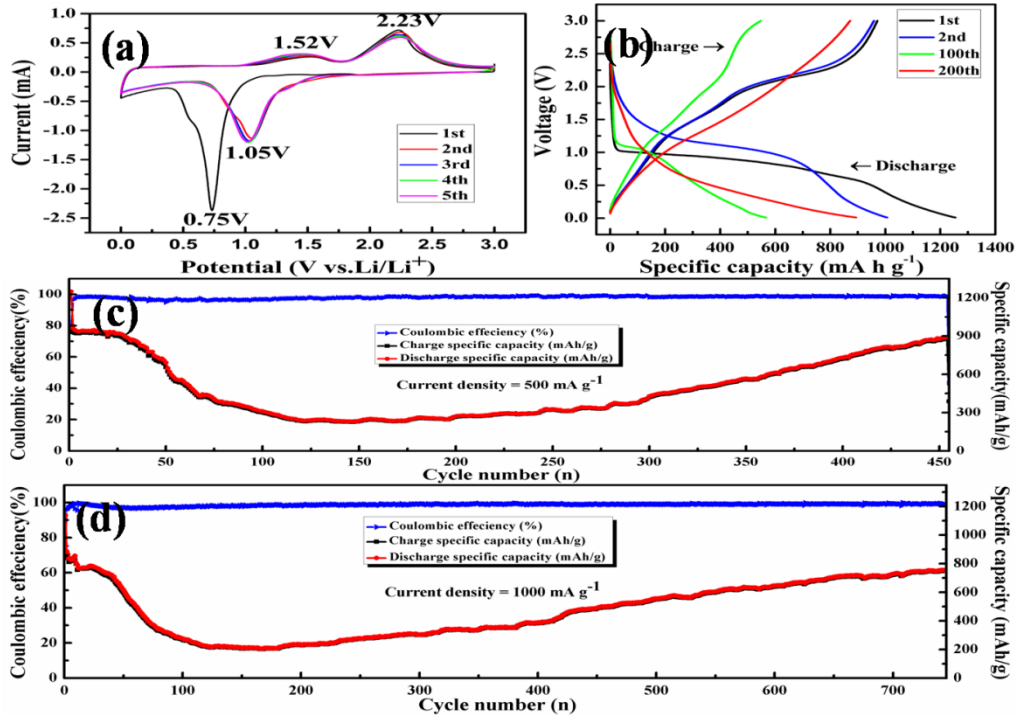 (a)
2.23V
1.52V
1.05V
0.75V
1st
2nd
3rd
4th
5th
1.0
0.5
0.0
-0.5
-1.0
-1.5
-2.0
-2.5
Current (mA)
0.0 0.5 1.0 1.5 2.0 2.5 3.0
Potential (V vs.Li/Li+)
(b)
Charge →
← Discharge
1st
2nd
100th
200th
3.0
2.5
2.0
1.5
1.0
0.5
0.0
Voltage (V)
0 200 400 600 800 1000 1200 1400
Specific capacity (mA h g-1)
(c)
Coulombic effeciency (%)
Charge specific capacity (mAh/g)
Discharge specific capacity (mAh/g)
Current density = 500 mA g-1
100
80
60
40
20
0
Coulombic effeciency(%)
1200
900
600
300
0
Specific capacity(mAh/g)
0 50 100 150 200 250 300 350 400 450
Cycle number (n)
(d)
Coulombic effeciency (%)
Charge specific capacity (mAh/g)
Discharge specific capacity (mAh/g)
Current density = 1000 mA g-1
100
80
60
40
20
0
Coulombic effeciency(%)
1200
1000
800
600
400
200
0
Specific capacity (mAh/g)
0 100 200 300 400 500 600 700
Cycle number (n)